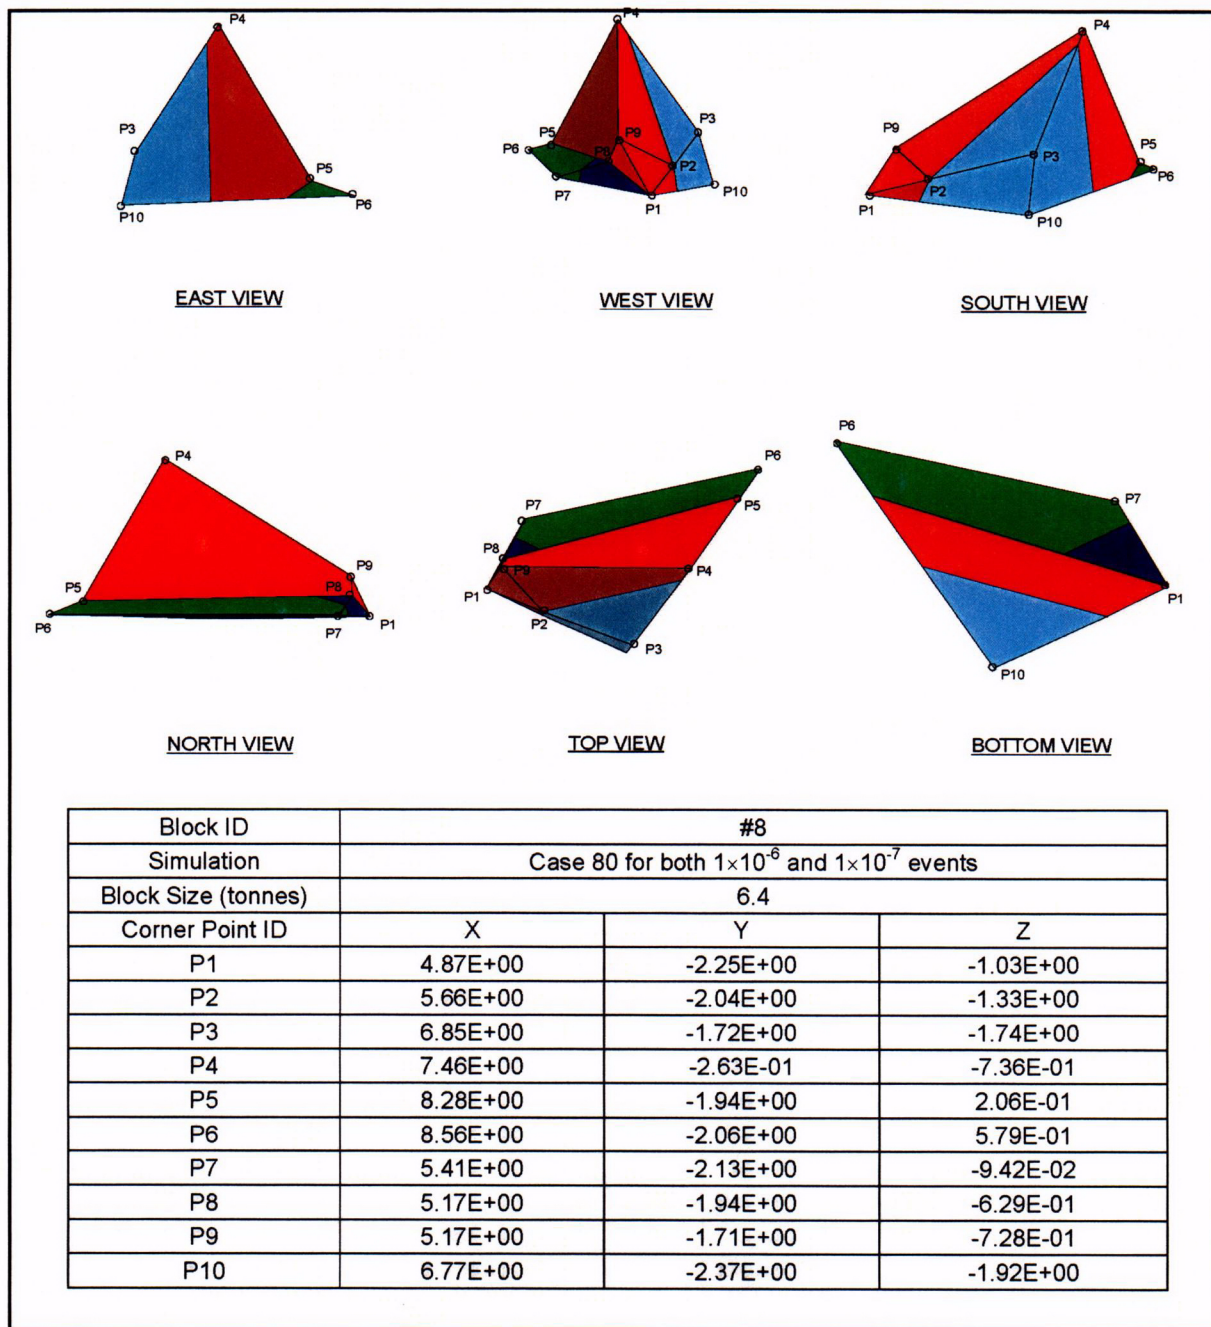 P4
P3
P5
P10
P6
EAST VIEW
P4
P3
P5
P9
P6
P8
P2
P7
P1
P10
WEST VIEW
P4
P9
P3
P5
P2
P6
P1
P10
SOUTH VIEW
P4
P9
P5
P8
P6
P7
P1
NORTH VIEW
P6
P7
P5
P8
P9
P4
P1
P2
P3
TOP VIEW
P6
P7
P1
P10
BOTTOM VIEW
Block ID #8
Simulation Case 80 for both 1×10⁻⁶ and 1×10⁻⁷ events
Block Size (tonnes) 6.4
Corner Point ID X Y Z
P1 4.87E+00 -2.25E+00 -1.03E+00
P2 5.66E+00 -2.04E+00 -1.33E+00
P3 6.85E+00 -1.72E+00 -1.74E+00
P4 7.46E+00 -2.63E-01 -7.36E-01
P5 8.28E+00 -1.94E+00 2.06E-01
P6 8.56E+00 -2.06E+00 5.79E-01
P7 5.41E+00 -2.13E+00 -9.42E-02
P8 5.17E+00 -1.94E+00 -6.29E-01
P9 5.17E+00 -1.71E+00 -7.28E-01
P10 6.77E+00 -2.37E+00 -1.92E+00